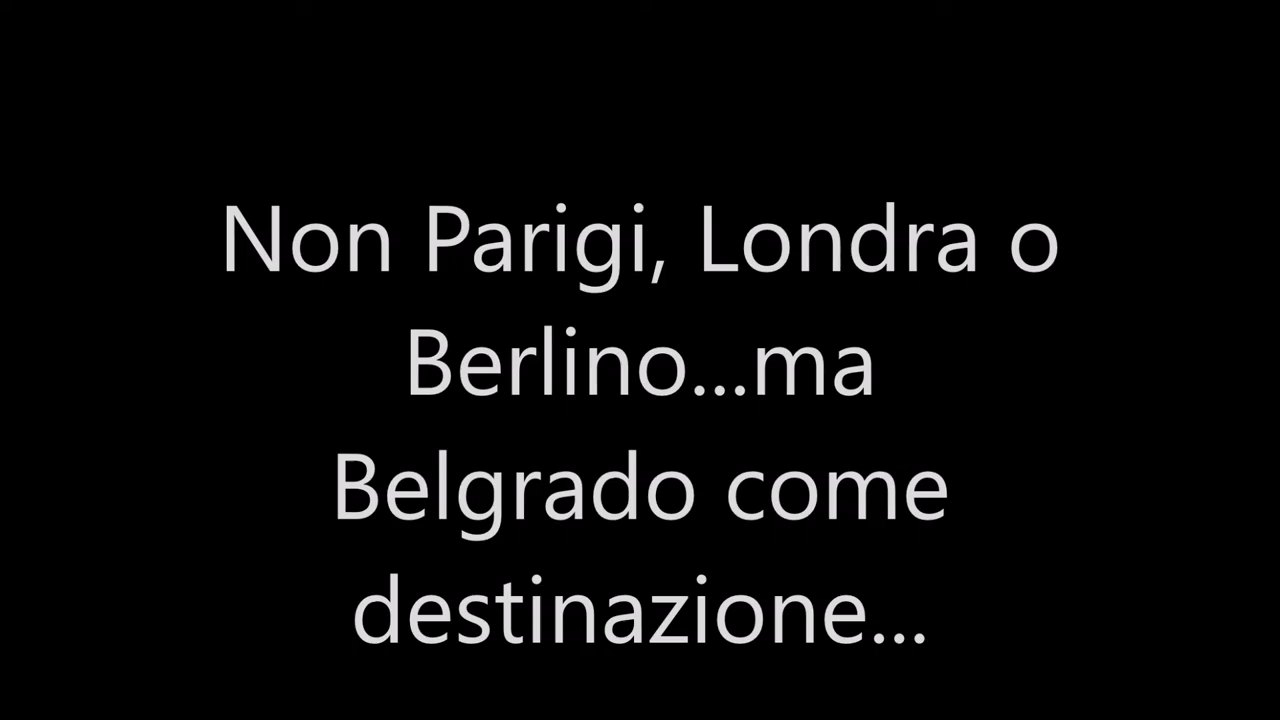 Non Parigi, Londra o
Berlino...ma
Belgrado come
destinazione...